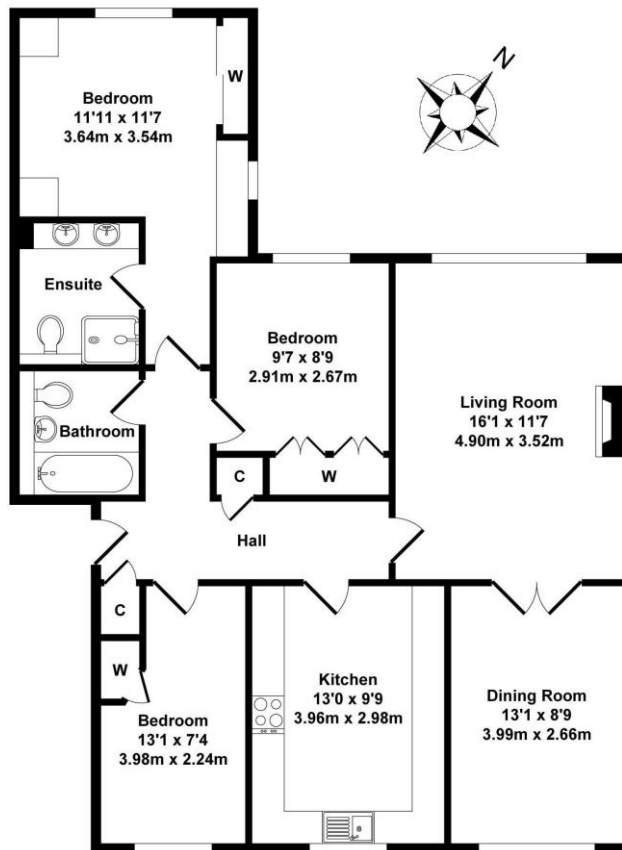 N
W
Bedroom
11'11 x 11'7
3.64m x 3.54m
Ensuite
Bedroom
9'7 x 8'9
2.91m x 2.67m
Living Room
16'1 x 11'7
4.90m x 3.52m
Bathroom
C
W
Hall
C
W
Bedroom
13'1 x 7'4
3.98m x 2.24m
Kitchen
13'0 x 9'9
3.96m x 2.98m
Dining Room
13'1 x 8'9
3.99m x 2.66m